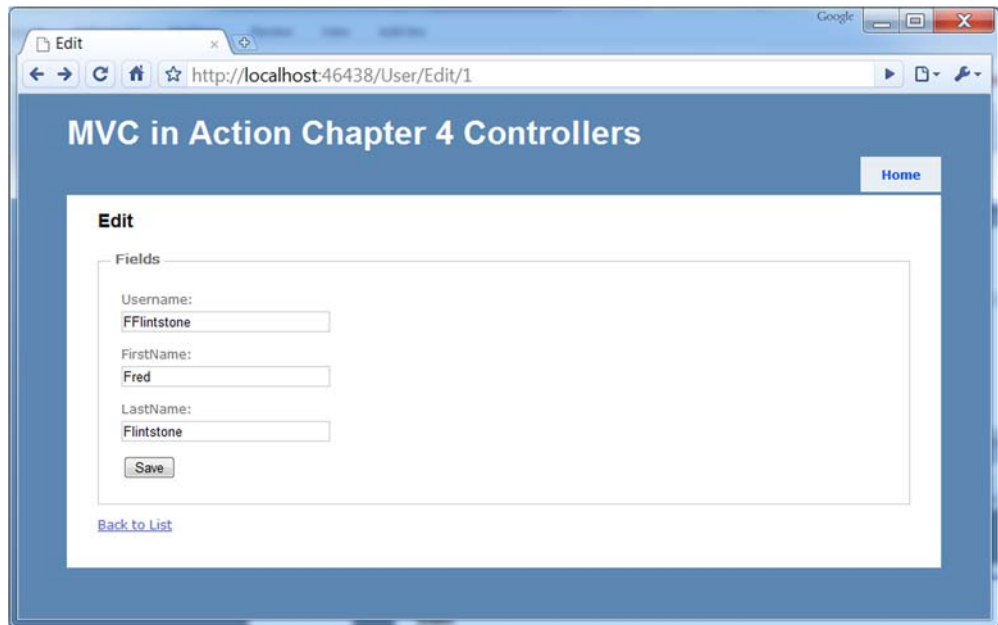 Google
Edit
http://localhost:46438/User/Edit/1
MVC in Action Chapter 4 Controllers
Home
Edit
Fields
Username:
FFlintstone
FirstName:
Fred
LastName:
Flintstone
Save
Back to List